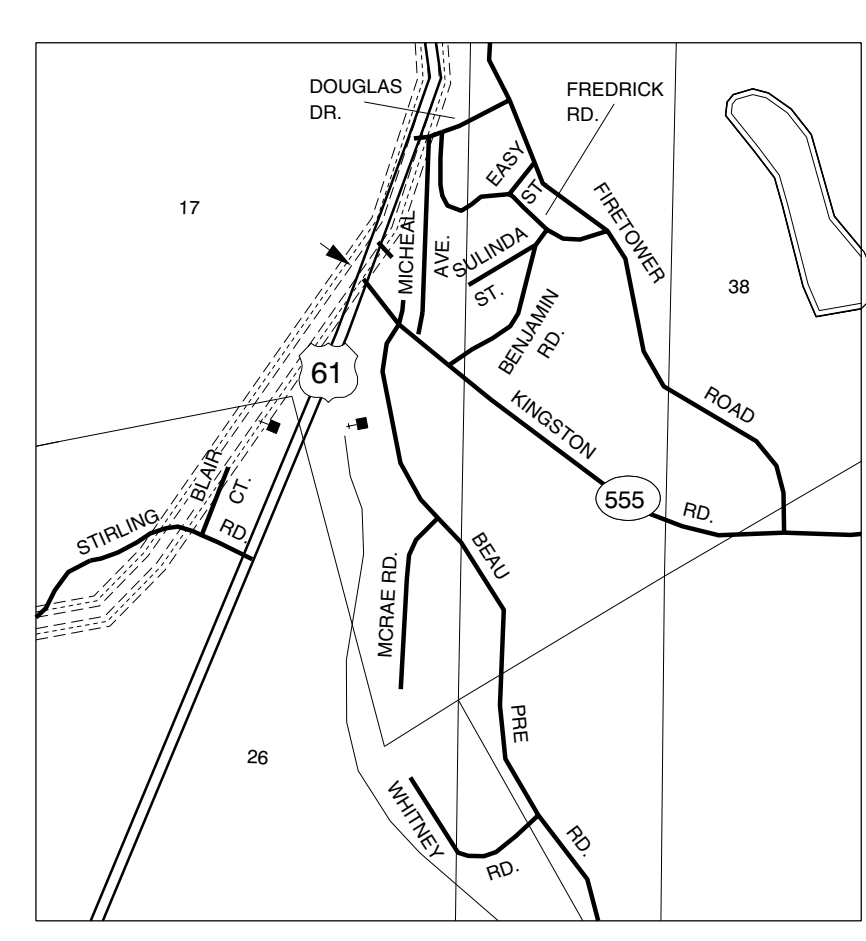 DOUGLAS
DR.
FREDRICK
RD.
EASY
ST.
17
FIRETOWER
MICHEAL
AVE.
SULINDA
ST.
38
BENJAMIN
RD.
61
KINGSTON
ROAD
BLAIR
CT.
555
RD.
STIRLING
RD.
BEAU
MCRAE RD.
PRE
26
WHITNEY
RD.
RD.